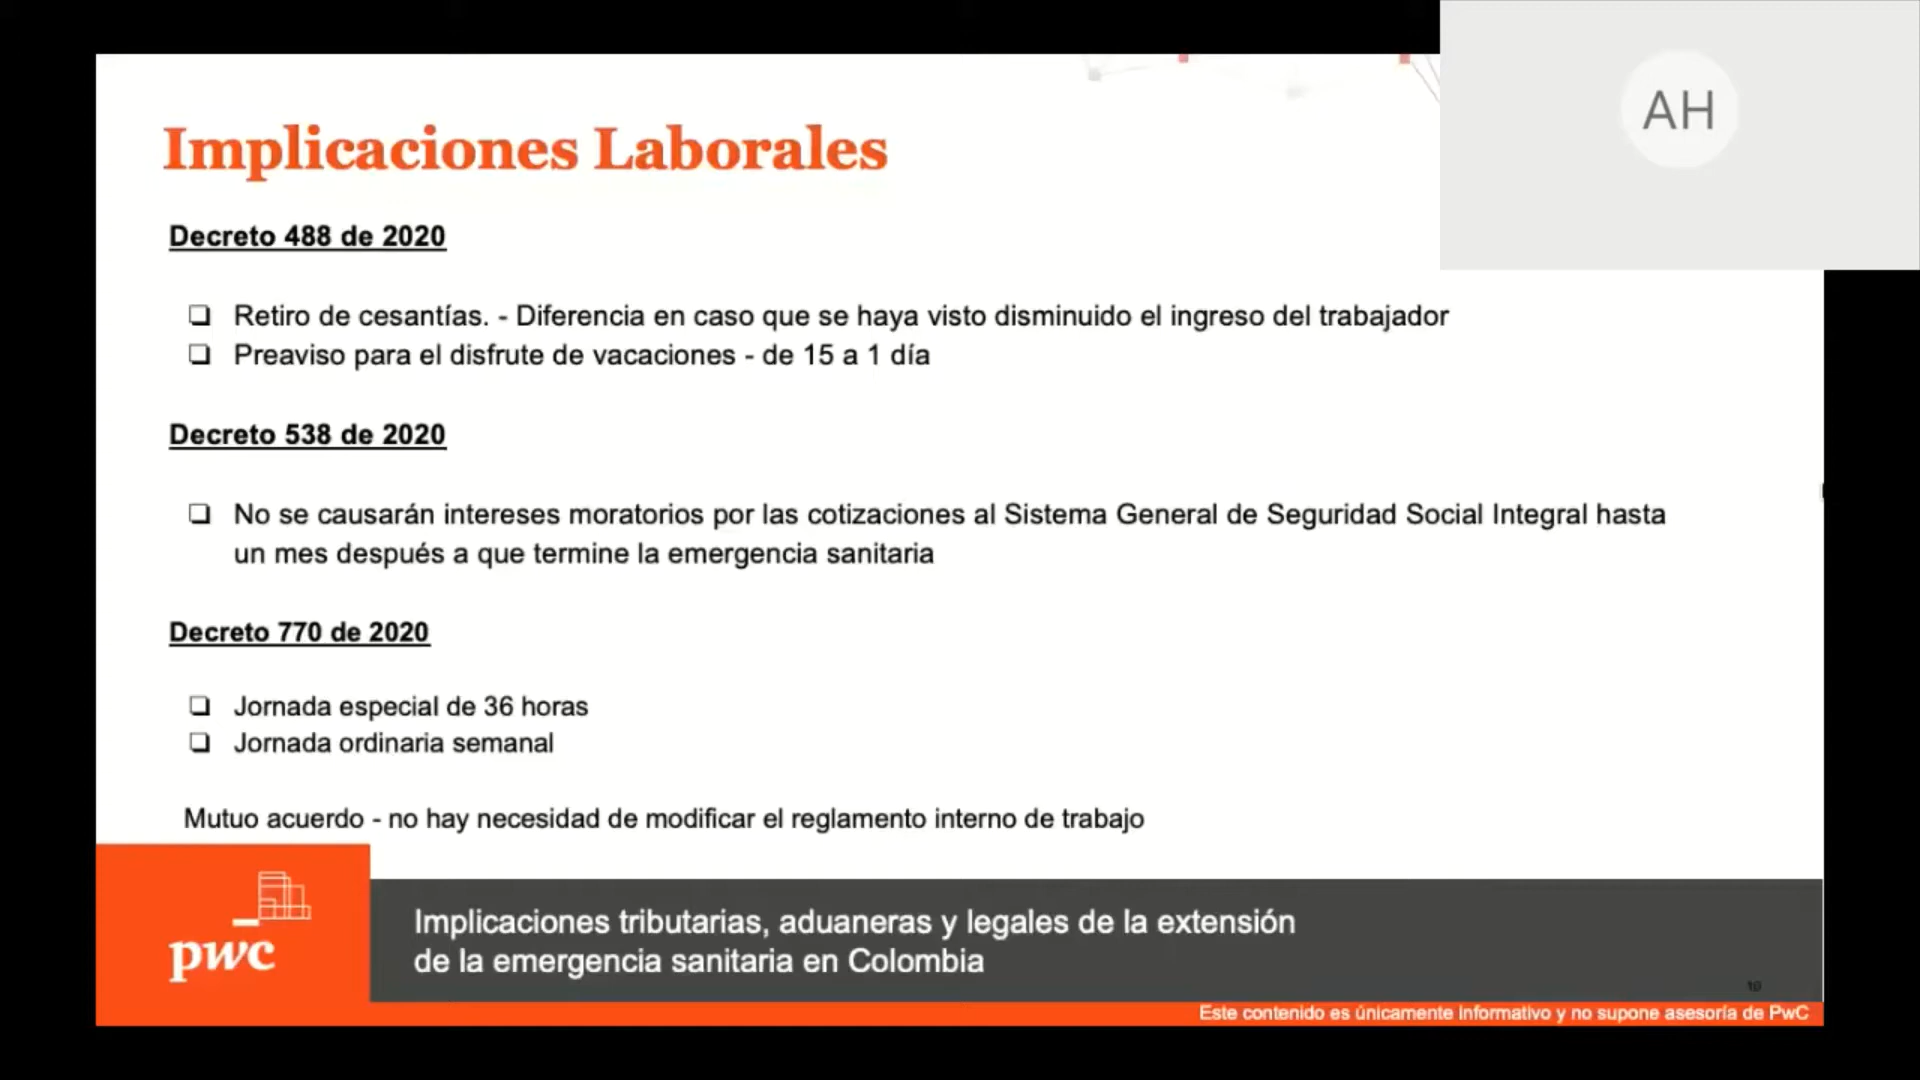 AH
Implicaciones Laborales
Decreto 488 de 2020
❑ Retiro de cesantías. - Diferencia en caso que se haya visto disminuido el ingreso del trabajador
❑ Preaviso para el disfrute de vacaciones - de 15 a 1 día
Decreto 538 de 2020
❑ No se causarán intereses moratorios por las cotizaciones al Sistema General de Seguridad Social Integral hasta
un mes después a que termine la emergencia sanitaria
Decreto 770 de 2020
❑ Jornada especial de 36 horas
❑ Jornada ordinaria semanal
Mutuo acuerdo - no hay necesidad de modificar el reglamento interno de trabajo
pwc
Implicaciones tributarias, aduaneras y legales de la extensión
de la emergencia sanitaria en Colombia
Este contenido es únicamente Informativo y no supone asesoría de PwC